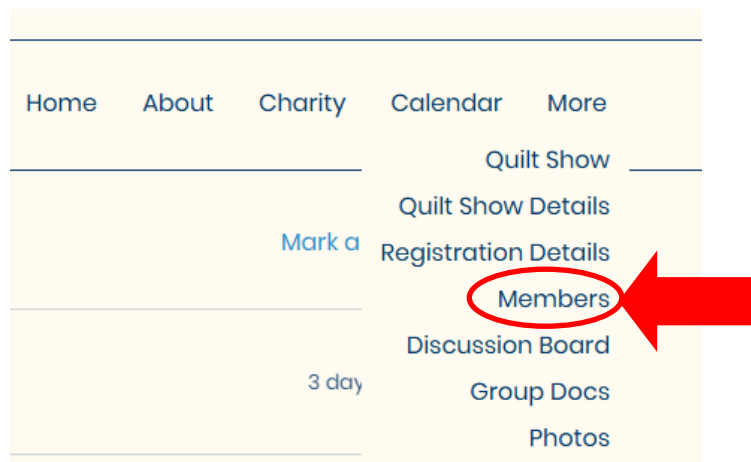 Home About Charity Calendar More
Quilt Show
Quilt Show Details
Mark a
Registration Details
Members
Discussion Board
3 day
Group Docs
Photos